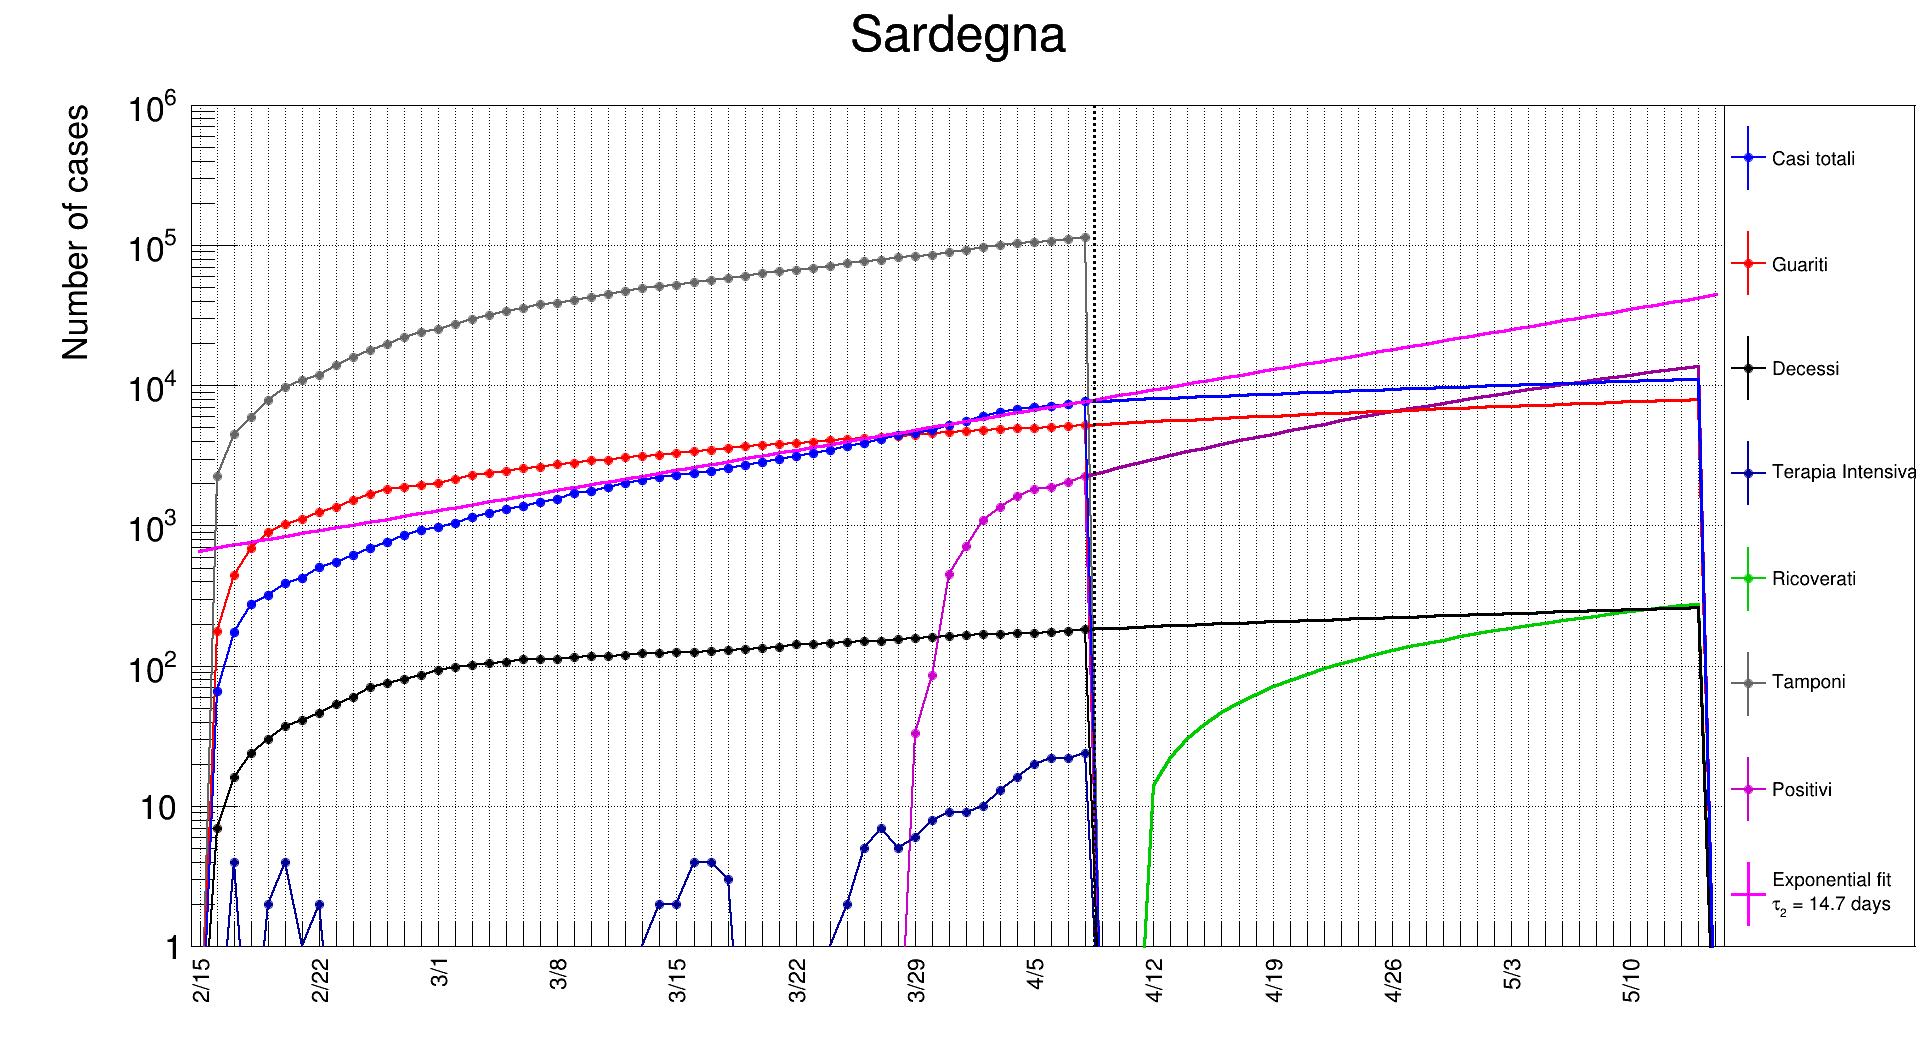 Sardegna
Number of cases
10^6
10^5
10^4
10^3
10^2
10
1
2/15
2/22
3/1
3/8
3/15
3/22
3/29
4/5
4/12
4/19
4/26
5/3
5/10
Casi totali
Guariti
Decessi
Terapia Intensiva
Ricoverati
Tamponi
Positivi
Exponential fit
τ₂ = 14.7 days